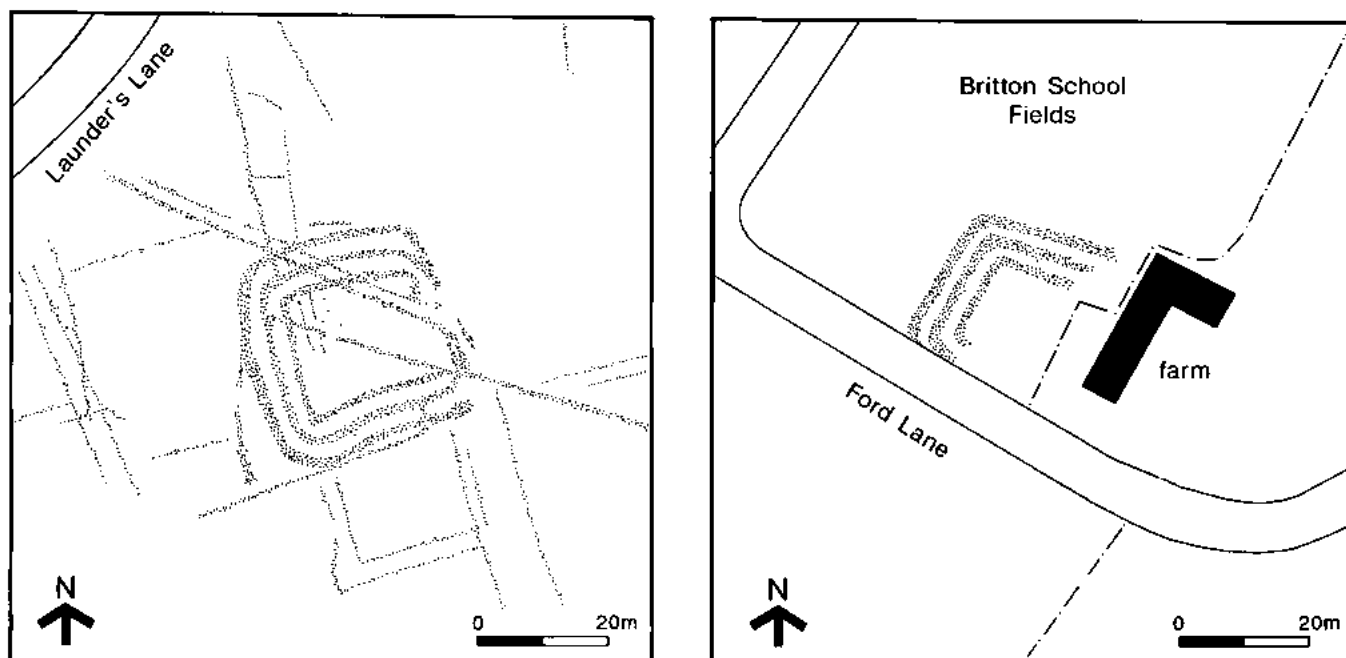 Launder's Lane
N
0 20m
Britton School
Fields
farm
Ford Lane
N
0 20m